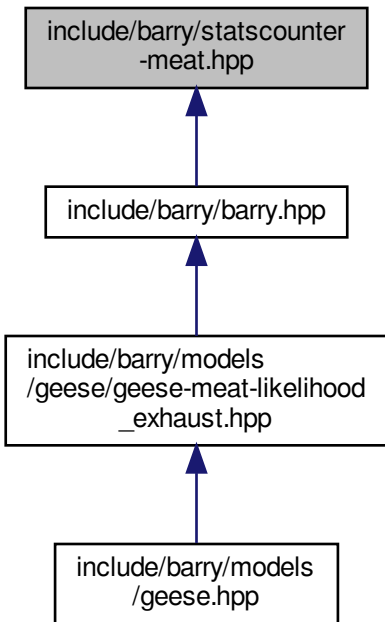 include/barry/statscounter
-meat.hpp
include/barry/barry.hpp
include/barry/models
/geese/geese-meat-likelihood
_exhaust.hpp
include/barry/models
/geese.hpp